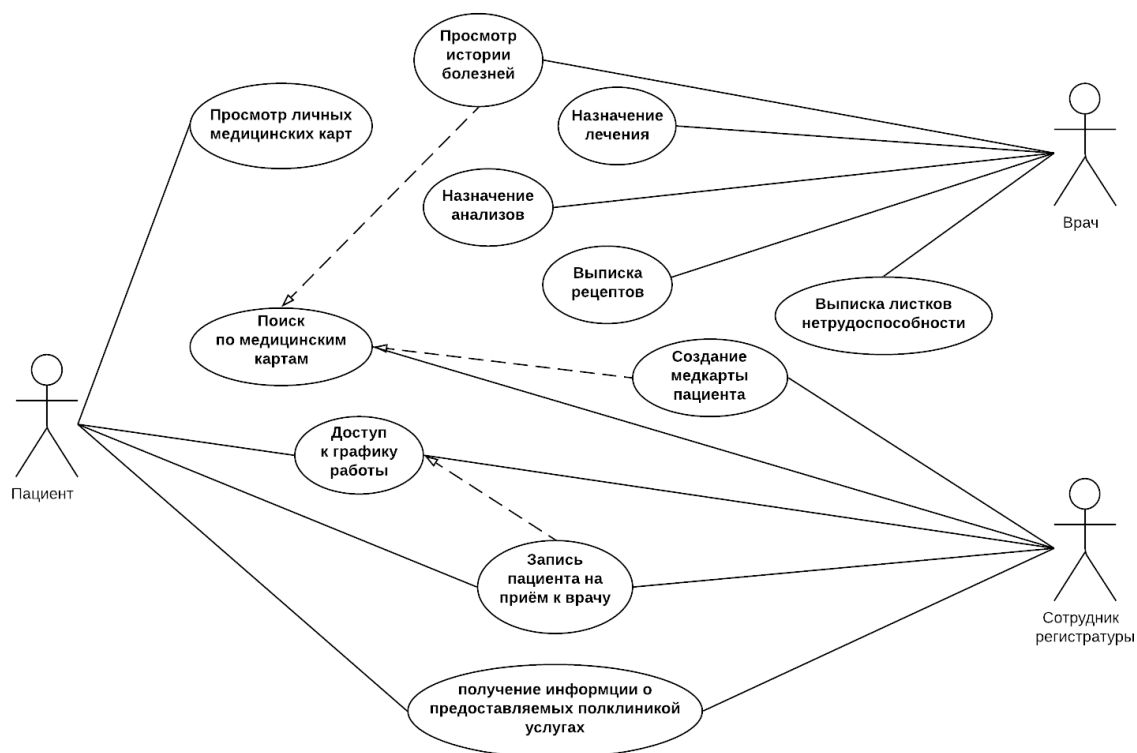 Просмотр
истории
болезней
Просмотр личных
медицинских карт
Назначение
лечения
Назначение
анализов
Врач
Выписка
рецептов
Выписка листков
нетрудоспособности
Поиск
по медицинским
картам
Создание
медкарты
пациента
Доступ
к графику
работы
Пациент
Запись
пациента на
приём к врачу
Сотрудник
регистратуры
получение информции о
предоставляемых полклиникой
услугах